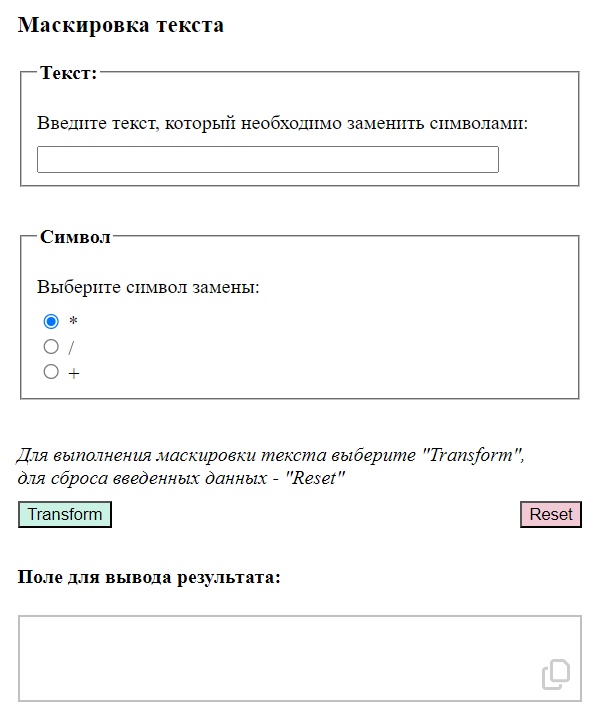 Маскировка текста
Текст:
Введите текст, который необходимо заменить символами:
Символ
Выберите символ замены:
*
/
+
Для выполнения маскировки текста выберите "Transform",
для сброса введенных данных - "Reset"
Transform
Reset
Поле для вывода результата: